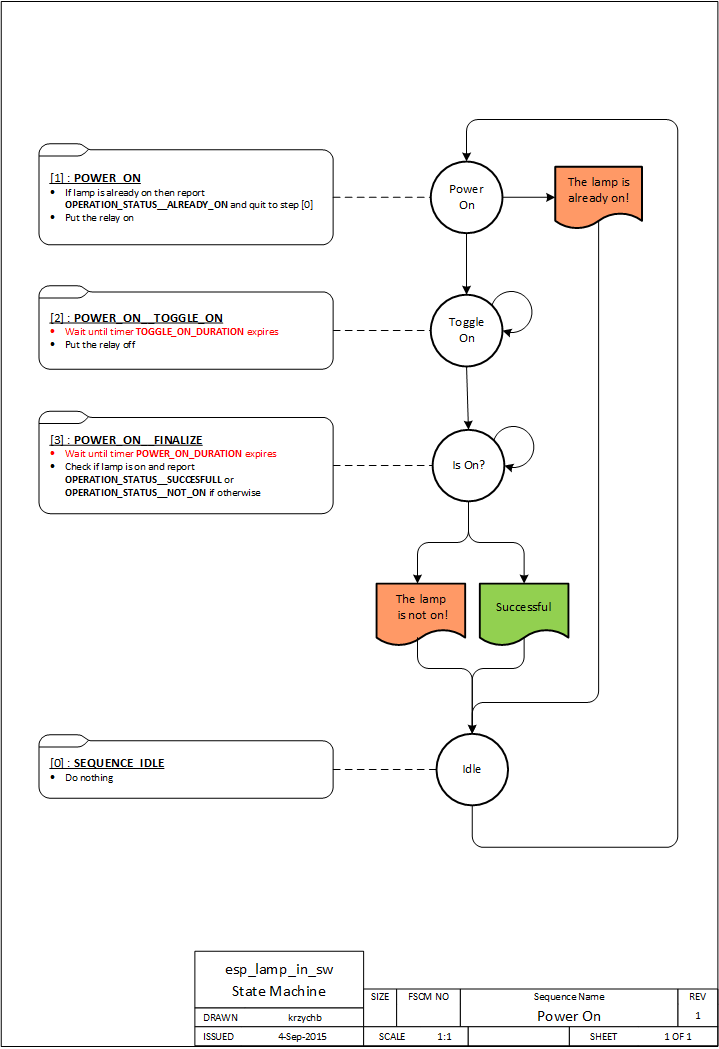 [1] : POWER_ON
• If lamp is already on then report
OPERATION_STATUS__ALREADY_ON and quit to step [0]
• Put the relay on
Power
On
The lamp is
already on!
[2] : POWER_ON__TOGGLE_ON
• Wait until timer TOGGLE_ON_DURATION expires
• Put the relay off
Toggle
On
[3] : POWER_ON__FINALIZE
• Wait until timer POWER_ON_DURATION expires
• Check if lamp is on and report
OPERATION_STATUS__SUCCESFULL or
OPERATION_STATUS__NOT_ON if otherwise
Is On?
The lamp
is not on!
Successful
[0] : SEQUENCE_IDLE
• Do nothing
Idle
esp_lamp_in_sw
State Machine
DRAWN krzychb
ISSUED 4-Sep-2015
SIZE
FSCM NO
Sequence Name
Power On
REV
1
SCALE 1:1
SHEET 1 OF 1